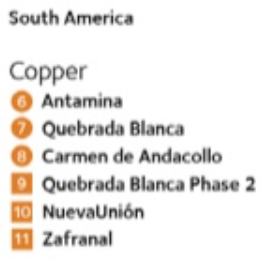 South America
Copper
6 Antamina
7 Quebrada Blanca
8 Carmen de Andacollo
9 Quebrada Blanca Phase 2
10 NuevaUnión
11 Zafranal